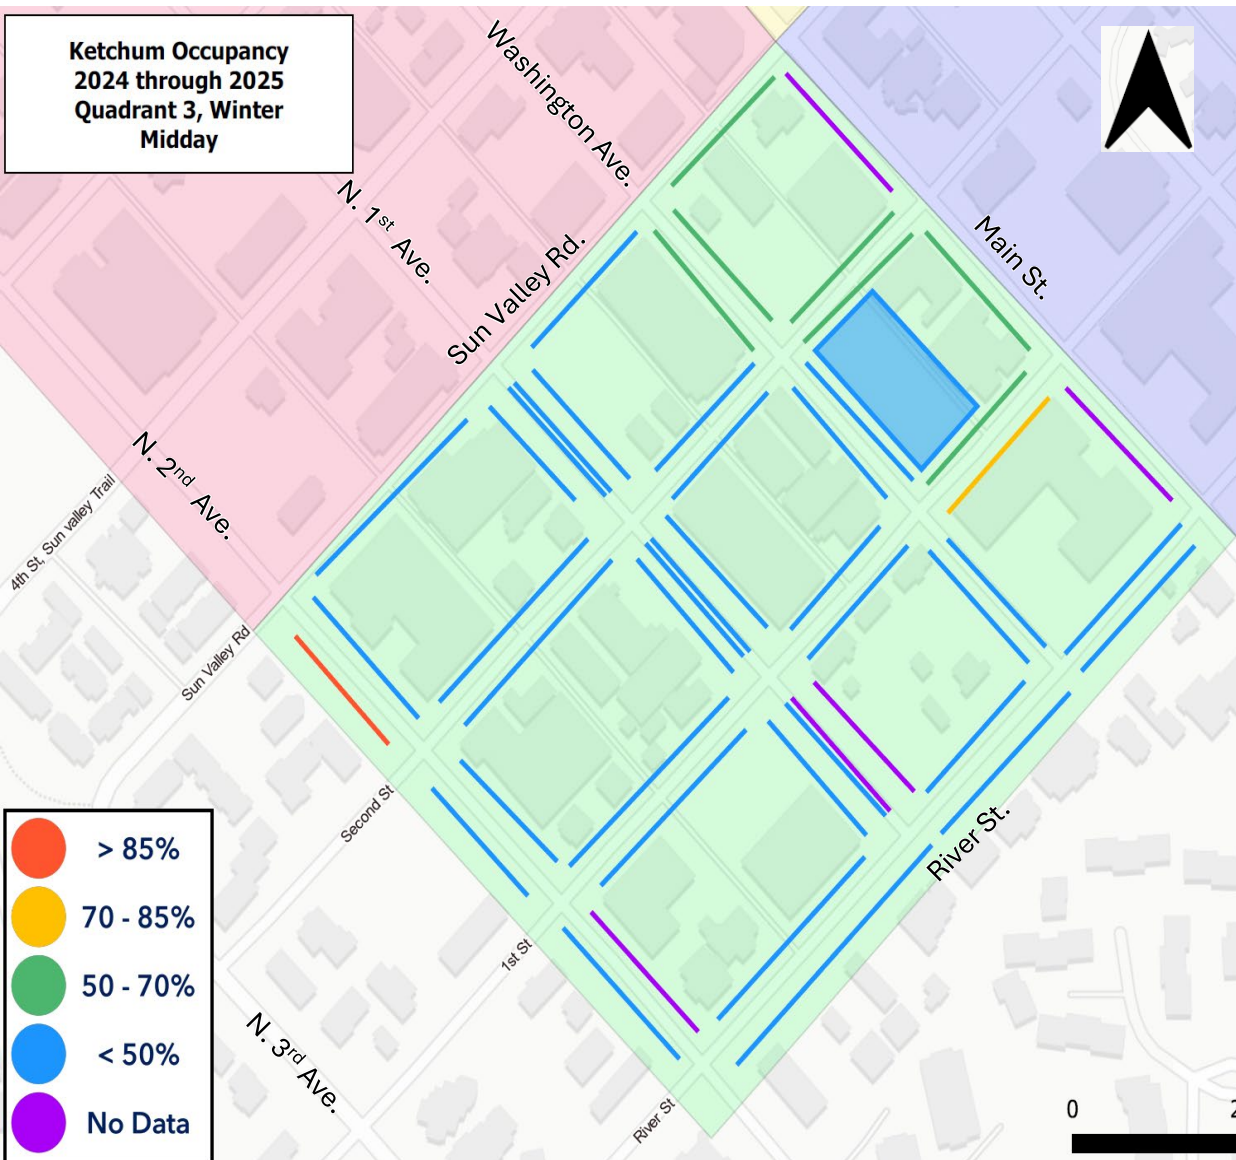 Ketchum Occupancy
2024 through 2025
Quadrant 3, Winter
Midday
Washington Ave.
N. 1st Ave.
Sun Valley Rd.
Main St.
N. 2nd Ave.
4th St, Sun valley Trail
Sun Valley Rd
Second St
1st St
River St.
N. 3rd Ave.
River St
> 85%
70 - 85%
50 - 70%
< 50%
No Data
0
2